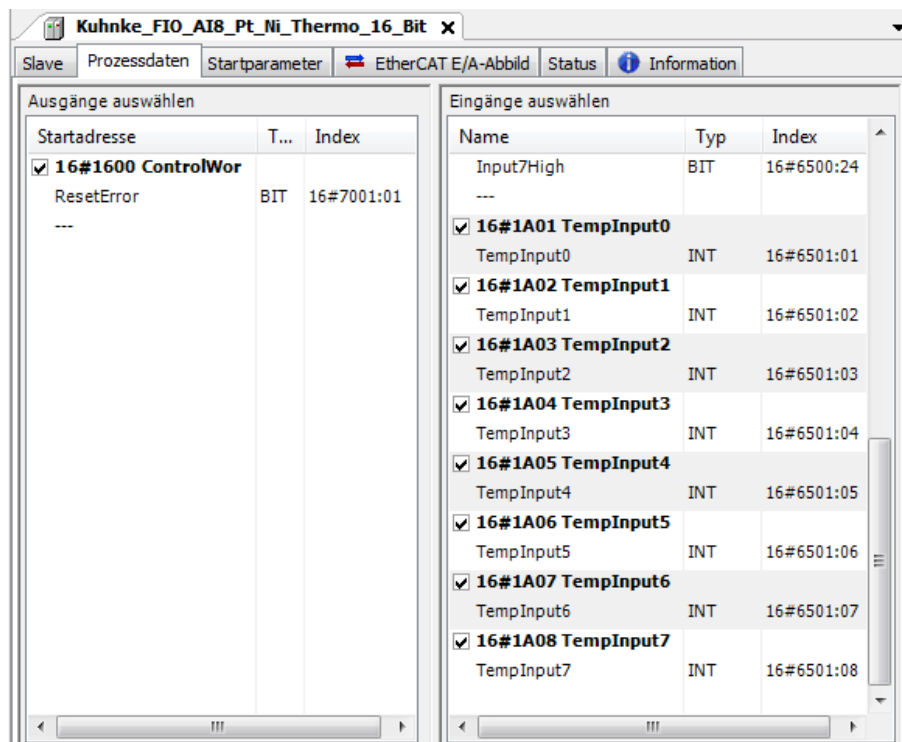 Kuhnke_FIO_AI8_Pt_Ni_Thermo_16_Bit
Slave Prozessdaten Startparameter EtherCAT E/A-Abbild Status Information
Ausgänge auswählen
Startadresse T... Index
16#1600 ControlWor
ResetError BIT 16#7001:01
---
Eingänge auswählen
Name Typ Index
Input7High BIT 16#6500:24
---
16#1A01 TempInput0
TempInput0 INT 16#6501:01
16#1A02 TempInput1
TempInput1 INT 16#6501:02
16#1A03 TempInput2
TempInput2 INT 16#6501:03
16#1A04 TempInput3
TempInput3 INT 16#6501:04
16#1A05 TempInput4
TempInput4 INT 16#6501:05
16#1A06 TempInput5
TempInput5 INT 16#6501:06
16#1A07 TempInput6
TempInput6 INT 16#6501:07
16#1A08 TempInput7
TempInput7 INT 16#6501:08